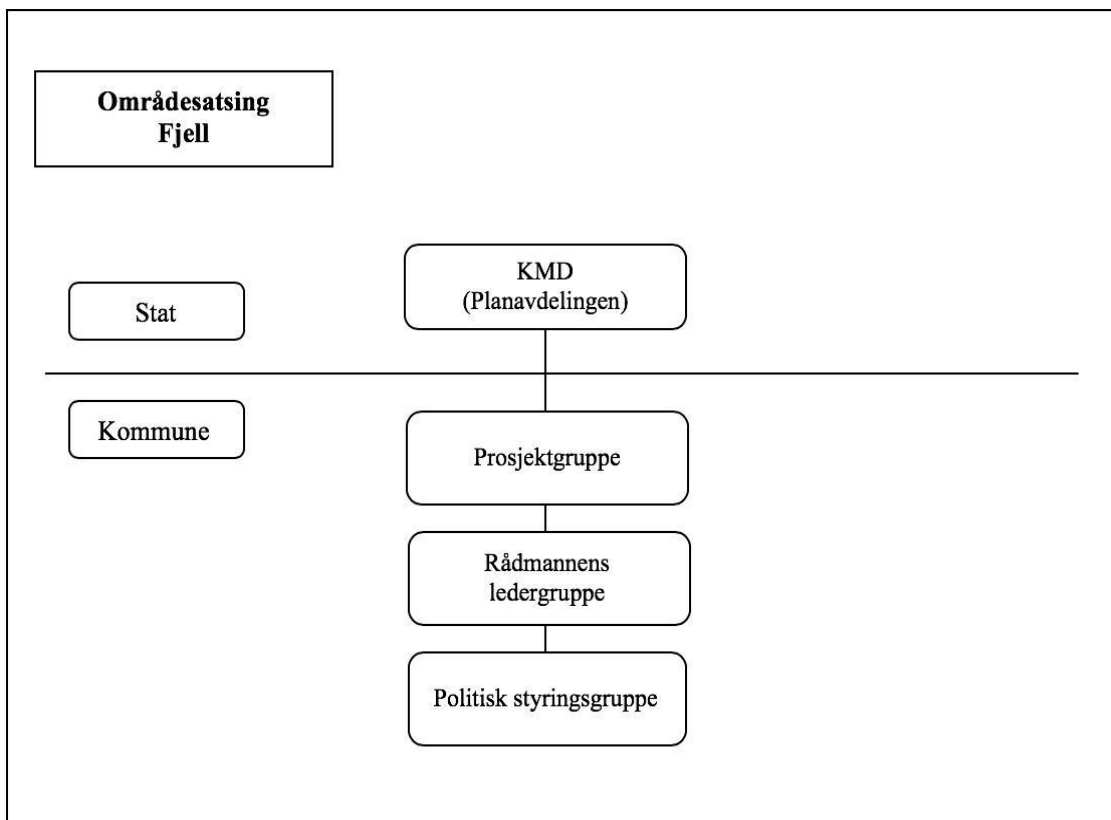 Områdesatsing
Fjell
KMD
(Planavdelingen)
Stat
Kommune
Prosjektgruppe
Rådmannens
ledergruppe
Politisk styringsgruppe